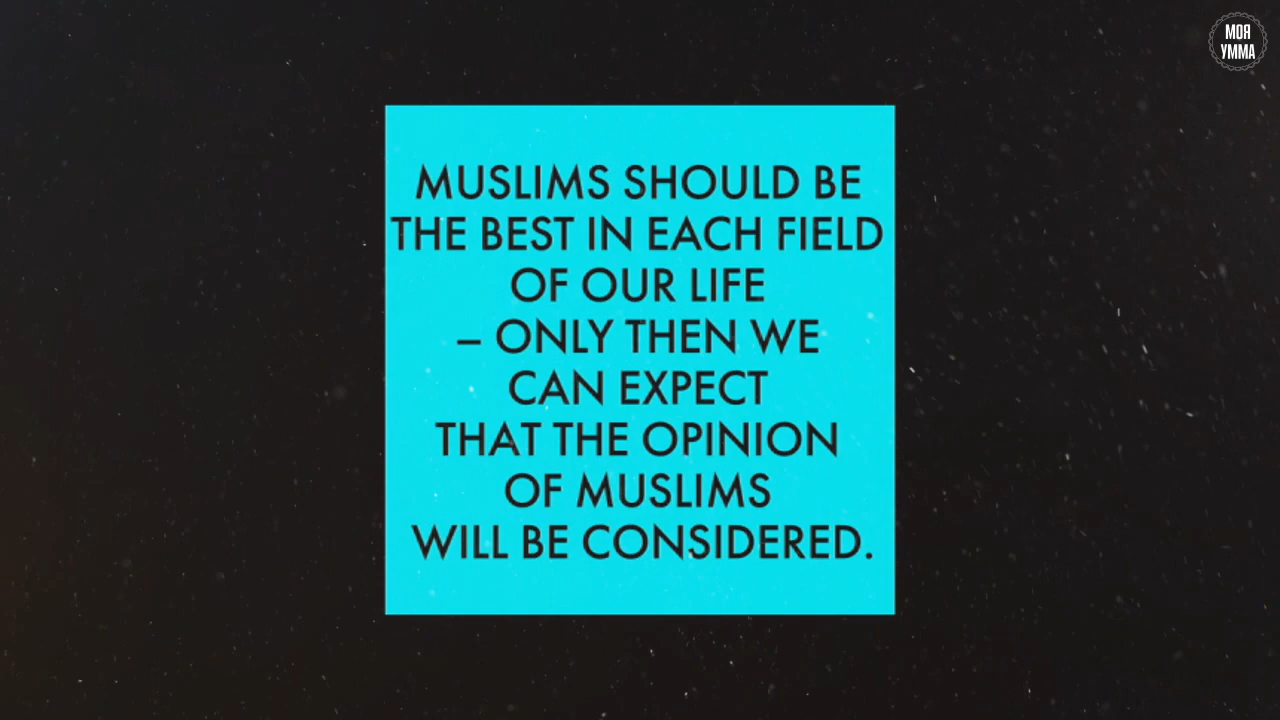 МОЯ
УММА
MUSLIMS SHOULD BE
THE BEST IN EACH FIELD
OF OUR LIFE
– ONLY THEN WE
CAN EXPECT
THAT THE OPINION
OF MUSLIMS
WILL BE CONSIDERED.